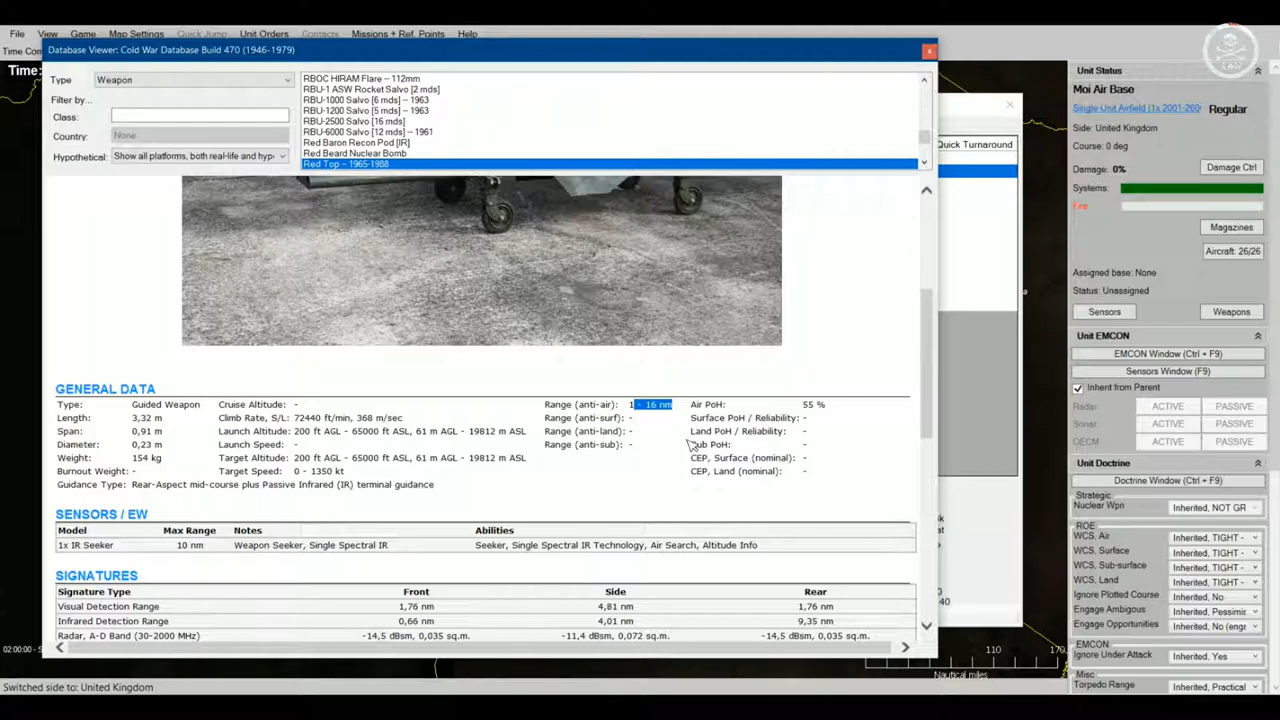 File View Game Map Settings Quick Jump Unit Orders Contacts Missions + Ref. Points Help
Time Com
Time:
Database Viewer: Cold War Database Build 470 (1946-1979)
x
Type Weapon
Filter by...
Class:
Country: None
Hypothetical: Show all platforms, both real-life and hyp
RBOC HIRAM Flare -- 112mm
RBU-1 ASW Rocket Salvo [2 mds]
RBU-1000 Salvo [6 mds] -- 1963
RBU-1200 Salvo [5 mds] -- 1963
RBU-2500 Salvo [16 mds]
RBU-6000 Salvo [12 mds] -- 1961
Red Baron Recon Pod [IR]
Red Beard Nuclear Bomb
Red Top -- 1965-1988
Quick Turnaround
GENERAL DATA
Type: Guided Weapon Cruise Altitude: - Range (anti-air): 1 - 16 nm Air PoH: 55 %
Length: 3,32 m Climb Rate, S/L: 72440 ft/min, 368 m/sec Range (anti-surf): - Surface PoH / Reliability: -
Span: 0,91 m Launch Altitude: 200 ft AGL - 65000 ft ASL, 61 m AGL - 19812 m ASL Range (anti-land): - Land PoH / Reliability: -
Diameter: 0,23 m Launch Speed: - Range (anti-sub): - Sub PoH: -
Weight: 154 kg Target Altitude: 200 ft AGL - 65000 ft ASL, 61 m AGL - 19812 m ASL CEP, Surface (nominal): -
Burnout Weight: - Target Speed: 0 - 1350 kt CEP, Land (nominal): -
Guidance Type: Rear-Aspect mid-course plus Passive Infrared (IR) terminal guidance
SENSORS / EW
Model Max Range Notes Abilities
1x IR Seeker 10 nm Weapon Seeker, Single Spectral IR Seeker, Single Spectral IR Technology, Air Search, Altitude Info
SIGNATURES
Signature Type Front Side Rear
Visual Detection Range 1,76 nm 4,81 nm 1,76 nm
Infrared Detection Range 0,66 nm 4,01 nm 9,35 nm
Radar, A-D Band (30-2000 MHz) -14,5 dBsm, 0,035 sq.m. -11,4 dBsm, 0,072 sq.m. -14,5 dBsm, 0,035 sq.m.
02:00:00 - S
110 170
Nautical miles
Switched side to: United Kingdom
Unit Status
Moi Air Base
Single-Unit Airfield (1x 2001-260 Regular
Side: United Kingdom
Course: 0 deg
Damage: 0% Damage Ctrl
Systems:
Fire
Magazines
Aircraft: 26/26
Assigned base: None
Status: Unassigned
Sensors Weapons
Unit EMCON
EMCON Window (Ctrl + F9)
Sensors Window (F9)
Inherit from Parent
Radar ACTIVE PASSIVE
Sonar ACTIVE PASSIVE
OECM ACTIVE PASSIVE
Unit Doctrine
Doctrine Window (Ctrl + F9)
Strategic
Nuclear Wpn Inherited, NOT GR
ROE
WCS, Air Inherited, TIGHT -
WCS, Surface Inherited, TIGHT -
WCS, Sub-surface Inherited, TIGHT -
WCS, Land Inherited, TIGHT -
Ignore Plotted Course Inherited, No
Engage Ambiguous Inherited, Pessimis
Engage Opportunities Inherited, No (eng
EMCON
Ignore Under Attack Inherited, Yes
Misc
Torpedo Range Inherited, Practical